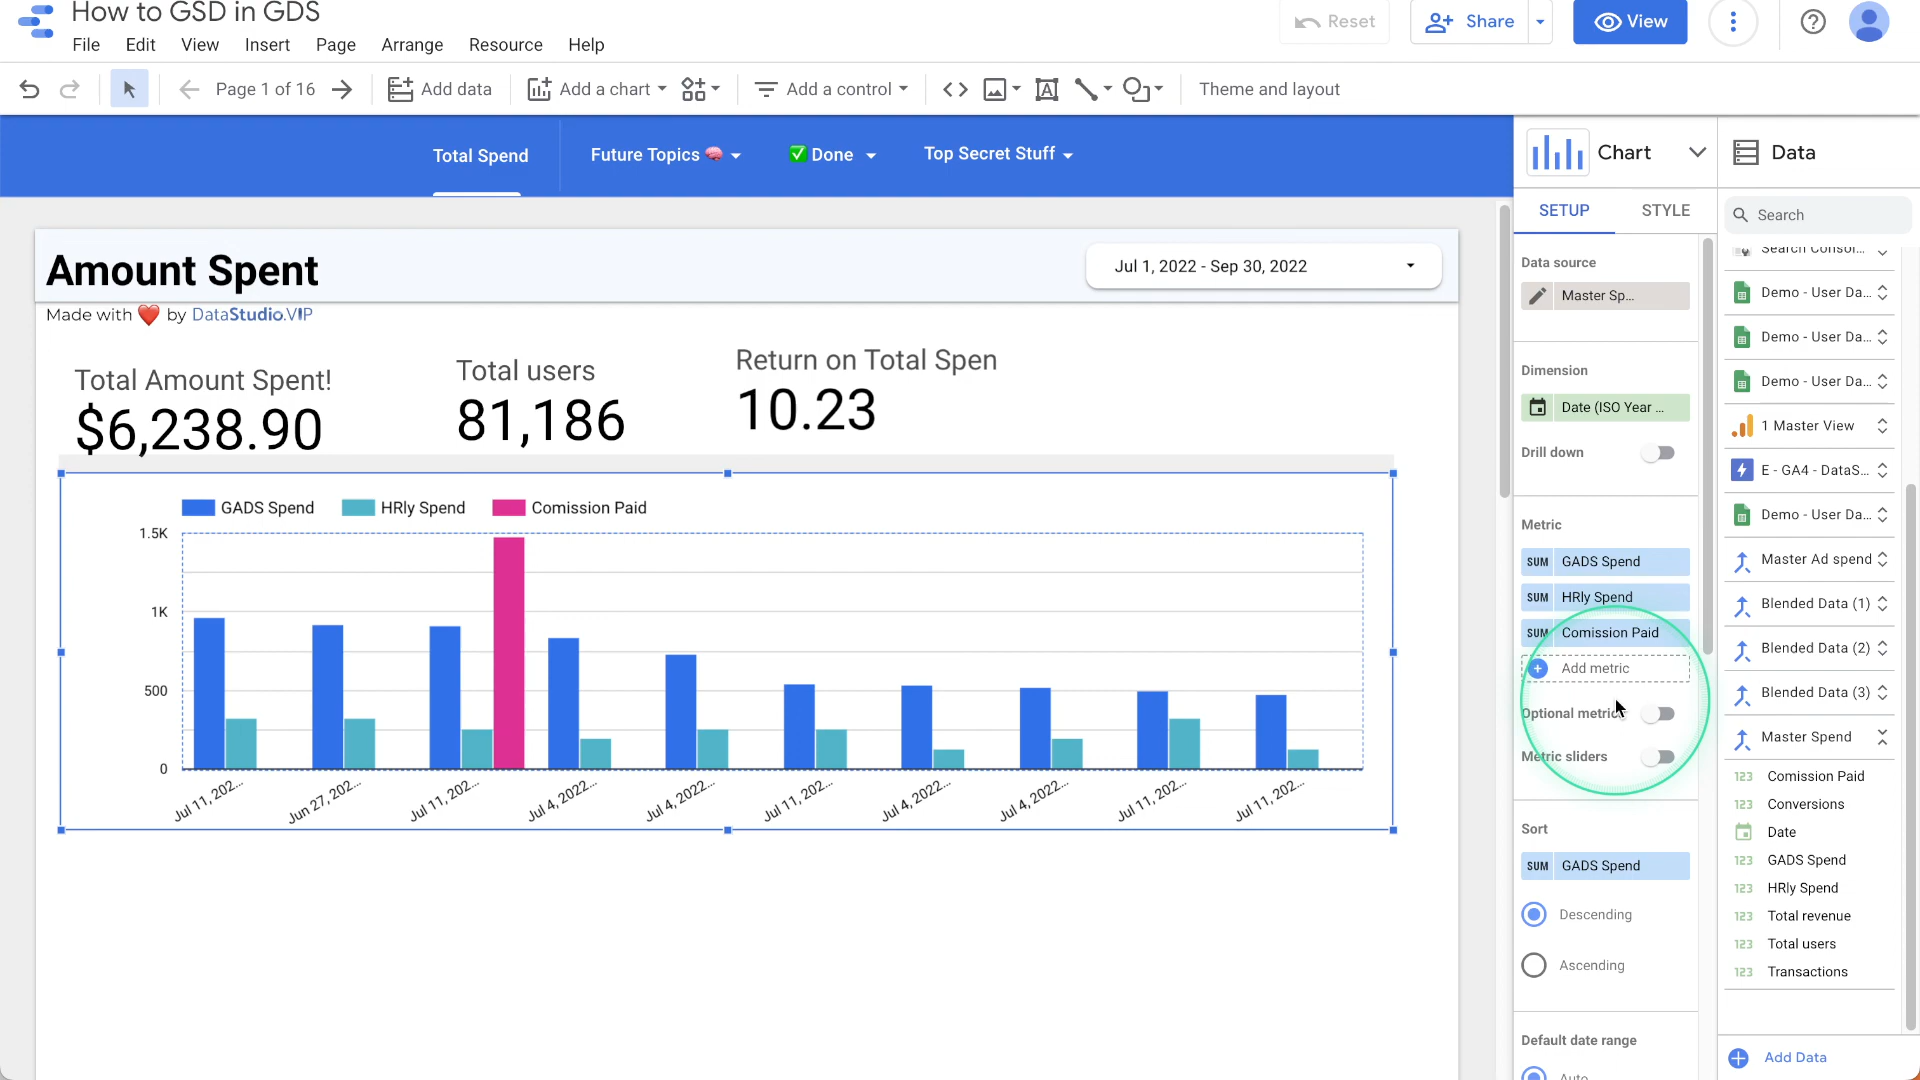 How to GSD in GDS
Reset
Share
View
File Edit View Insert Page Arrange Resource Help
Page 1 of 16
Add data
Add a chart
Add a control
Theme and layout
Total Spend
Future Topics 🧠
✅ Done
Top Secret Stuff
Chart
Data
SETUP
STYLE
Search
Amount Spent
Jul 1, 2022 - Sep 30, 2022
Made with ❤️ by DataStudio.VIP
Total Amount Spent!
$6,238.90
Total users
81,186
Return on Total Spen
10.23
GADS Spend
HRly Spend
Comission Paid
1.5K
1K
500
0
Jul 11, 202...
Jun 27, 202...
Jul 11, 202...
Jul 4, 2022...
Jul 4, 2022...
Jul 11, 202...
Jul 4, 2022...
Jul 4, 2022...
Jul 11, 202...
Jul 11, 202...
Data source
Master Sp...
Dimension
Date (ISO Year ...
Drill down
Metric
SUM GADS Spend
SUM HRly Spend
SUM Comission Paid
Add metric
Optional metrics
Metric sliders
Sort
SUM GADS Spend
Descending
Ascending
Default date range
Auto
Search Consol...
Demo - User Da...
Demo - User Da...
Demo - User Da...
1 Master View
E - GA4 - DataS...
Demo - User Da...
Master Ad spend
Blended Data (1)
Blended Data (2)
Blended Data (3)
Master Spend
123 Comission Paid
123 Conversions
Date
123 GADS Spend
123 HRly Spend
123 Total revenue
123 Total users
123 Transactions
Add Data